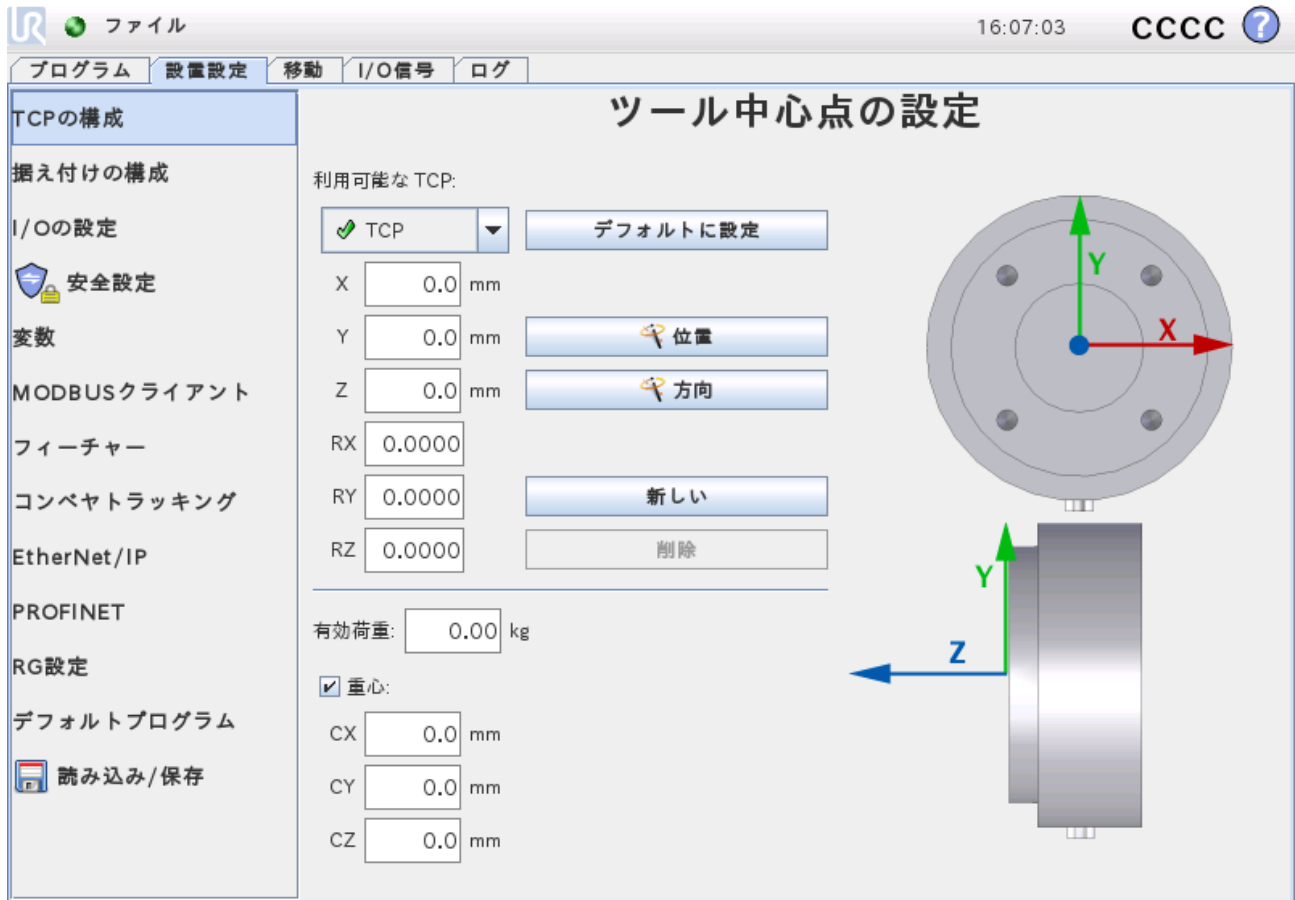 UR ファイル 16:07:03 CCCC ?
プログラム 設置設定 移動 I/O信号 ログ
TCPの構成
据え付けの構成
I/Oの設定
安全設定
変数
MODBUSクライアント
フィーチャー
コンベヤトラッキング
EtherNet/IP
PROFINET
RG設定
デフォルトプログラム
読み込み/保存
ツール中心点の設定
利用可能な TCP:
TCP デフォルトに設定
X 0.0 mm
Y 0.0 mm 位置
Z 0.0 mm 方向
RX 0.0000
RY 0.0000 新しい
RZ 0.0000 削除
有効荷重: 0.00 kg
重心:
CX 0.0 mm
CY 0.0 mm
CZ 0.0 mm
Y
X
Y
Z